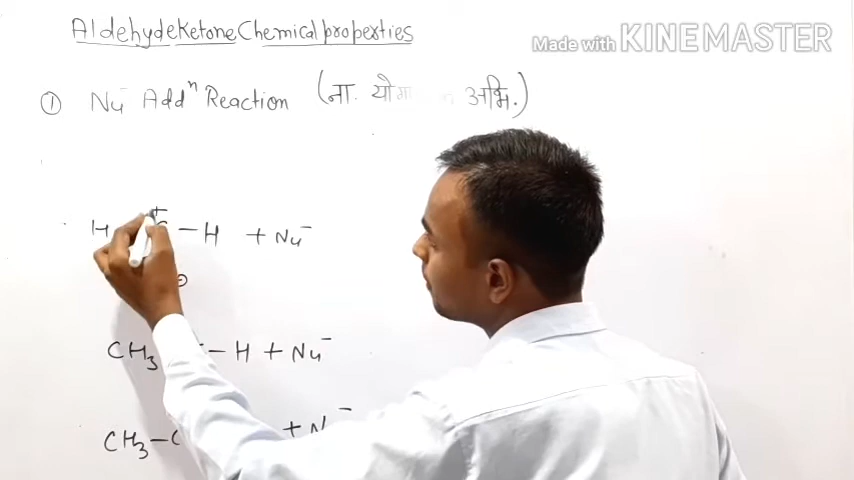 Aldehyde Ketone Chemical properties
Made with KINEMASTER
① Nu⁻ Addⁿ Reaction (ना. अभि.)
H - H + Nu⁻
CH₃ - H + Nu⁻
CH₃ - C + N